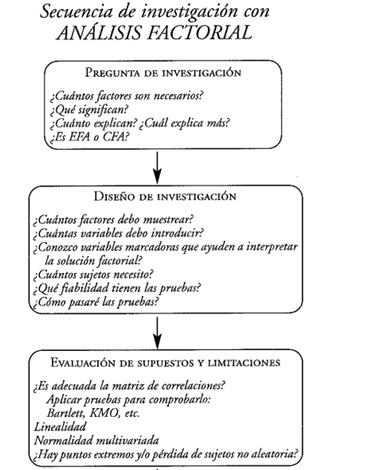 Secuencia de investigación con
ANÁLISIS FACTORIAL
PREGUNTA DE INVESTIGACIÓN
¿Cuántos factores son necesarios?
¿Qué significan?
¿Cuánto explican? ¿Cuál explica más?
¿Es EFA o CFA?
DISEÑO DE INVESTIGACIÓN
¿Cuántos factores debo muestrear?
¿Cuántas variables debo introducir?
¿Conozco variables marcadoras que ayuden a interpretar
la solución factorial?
¿Cuántos sujetos necesito?
¿Qué fiabilidad tienen las pruebas?
¿Cómo pasaré las pruebas?
EVALUACIÓN DE SUPUESTOS Y LIMITACIONES
¿Es adecuada la matriz de correlaciones?
Aplicar pruebas para comprobarlo:
Bartlett, KMO, etc.
Linealidad
Normalidad multivariada
¿Hay puntos extremos y/o pérdida de sujetos no aleatoria?